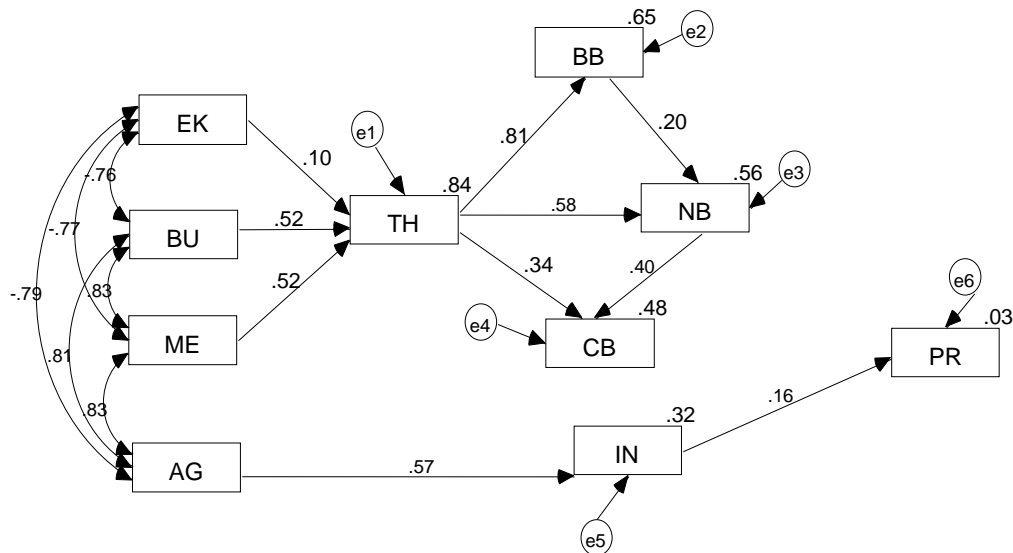 .65
e2
BB
EK
e1
.81
.20
.10
-.76
.84
.56
e3
TH
.58
NB
BU
.52
-.77
.34
.40
e6
-.79
.83
.52
.48
.03
e4
ME
CB
PR
.81
.16
.83
.32
IN
AG
.57
e5